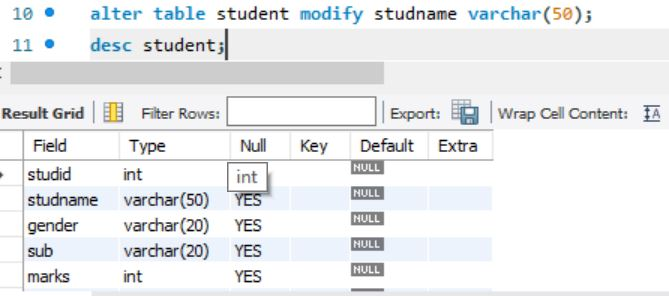 10 alter table student modify studname varchar(50);
11 desc student;
Result Grid Filter Rows: Export: Wrap Cell Content: IA
Field Type Null Key Default Extra
studid int int NULL
studname varchar(50) YES NULL
gender varchar(20) YES NULL
sub varchar(20) YES NULL
marks int YES NULL